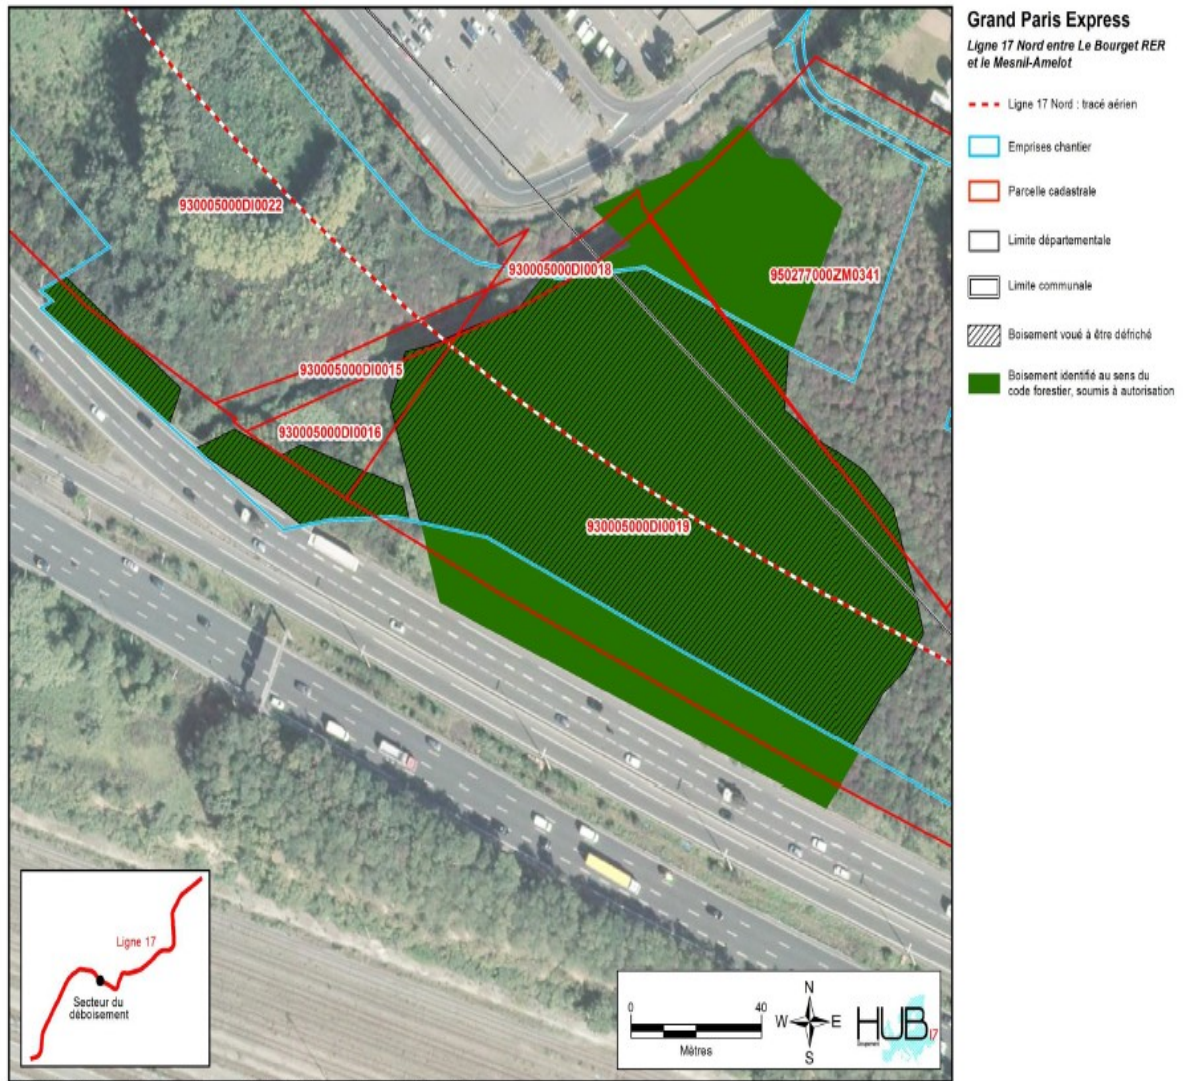 Grand Paris Express
Ligne 17 Nord entre Le Bourget RER
et le Mesnil-Amelot
Ligne 17 Nord : tracé aérien
Emprises chantier
Parcelle cadastrale
Limite départementale
Limite communale
Boisement voué à être défriché
Boisement identifié au sens du
code forestier, soumis à autorisation
930005000DI0022
930005000DI0018
950277000ZM0341
930005000DI0015
930005000DI0016
930005000DI0019
Ligne 17
Secteur du
déboisement
0 40
Mètres
N
W E
S
HUB 17
Groupement